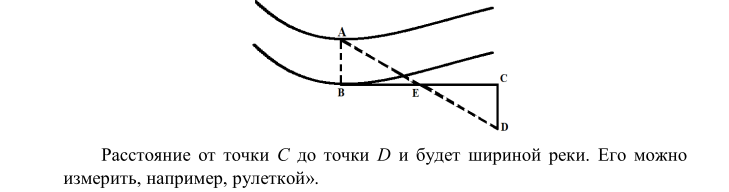 A
B
E
C
D
Расстояние от точки C до точки D и будет шириной реки. Его можно
измерить, например, рулеткой».